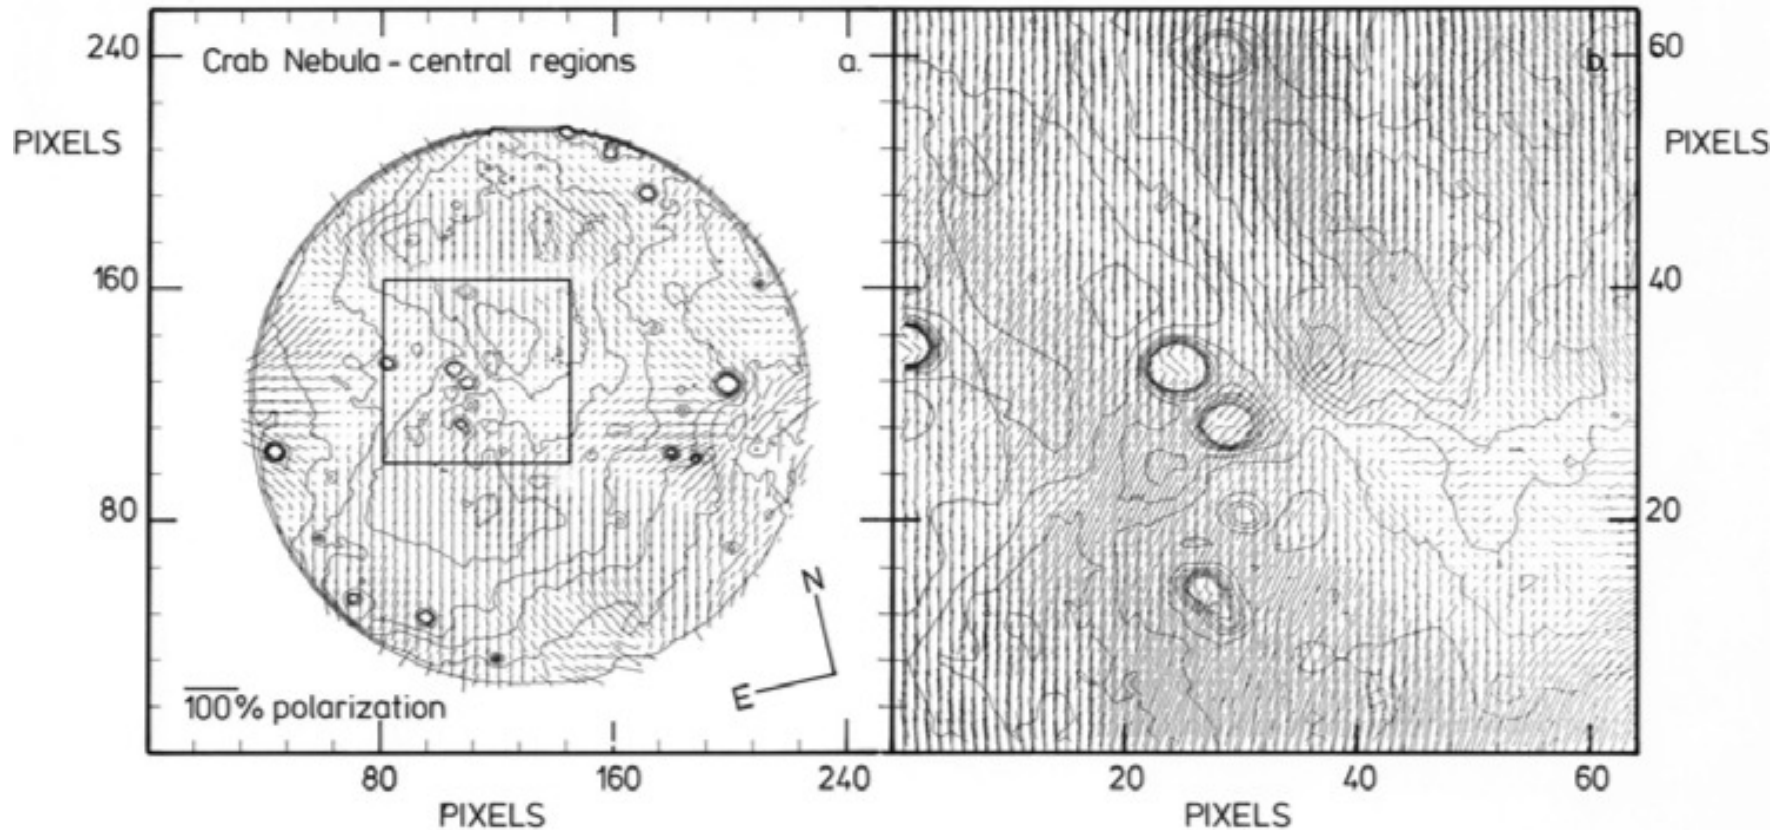 240
Crab Nebula - central regions
a.
b.
60
PIXELS
PIXELS
160
40
80
20
N
E
100% polarization
80
160
240
20
40
60
PIXELS
PIXELS